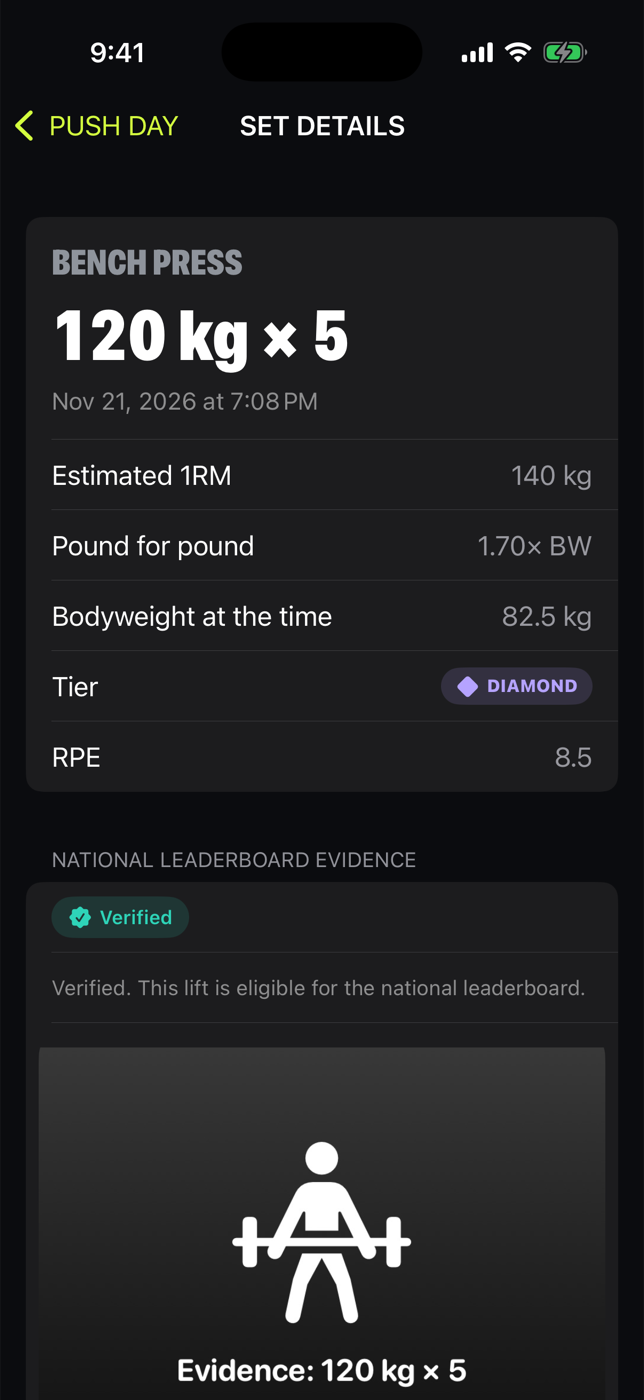 9:41
PUSH DAY
SET DETAILS
BENCH PRESS
120 kg × 5
Nov 21, 2026 at 7:08 PM
Estimated 1RM 140 kg
Pound for pound 1.70× BW
Bodyweight at the time 82.5 kg
Tier DIAMOND
RPE 8.5
NATIONAL LEADERBOARD EVIDENCE
Verified
Verified. This lift is eligible for the national leaderboard.
Evidence: 120 kg × 5